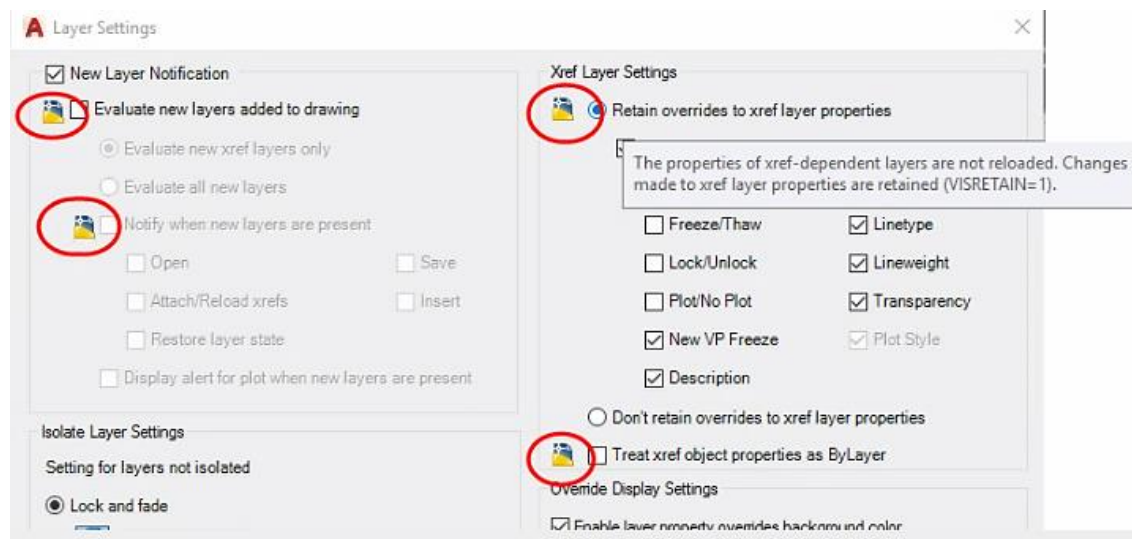 Layer Settings
New Layer Notification
Evaluate new layers added to drawing
Evaluate new xref layers only
Evaluate all new layers
Notify when new layers are present
Open
Save
Attach/Reload xrefs
Insert
Restore layer state
Display alert for plot when new layers are present
Isolate Layer Settings
Setting for layers not isolated
Lock and fade
Xref Layer Settings
Retain overrides to xref layer properties
The properties of xref-dependent layers are not reloaded. Changes
made to xref layer properties are retained (VISRETAIN=1).
Freeze/Thaw
Linetype
Lock/Unlock
Lineweight
Plot/No Plot
Transparency
New VP Freeze
Plot Style
Description
Don't retain overrides to xref layer properties
Treat xref object properties as ByLayer
Override Display Settings
Enable layer property overrides background color